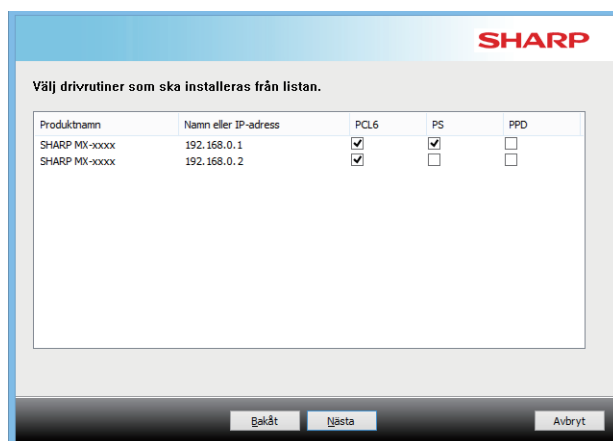 SHARP
Välj drivrutiner som ska installeras från listan.
Produktnamn Namn eller IP-adress PCL6 PS PPD
SHARP MX-xxxx 192.168.0.1
SHARP MX-xxxx 192.168.0.2
Bakåt Nästa Avbryt